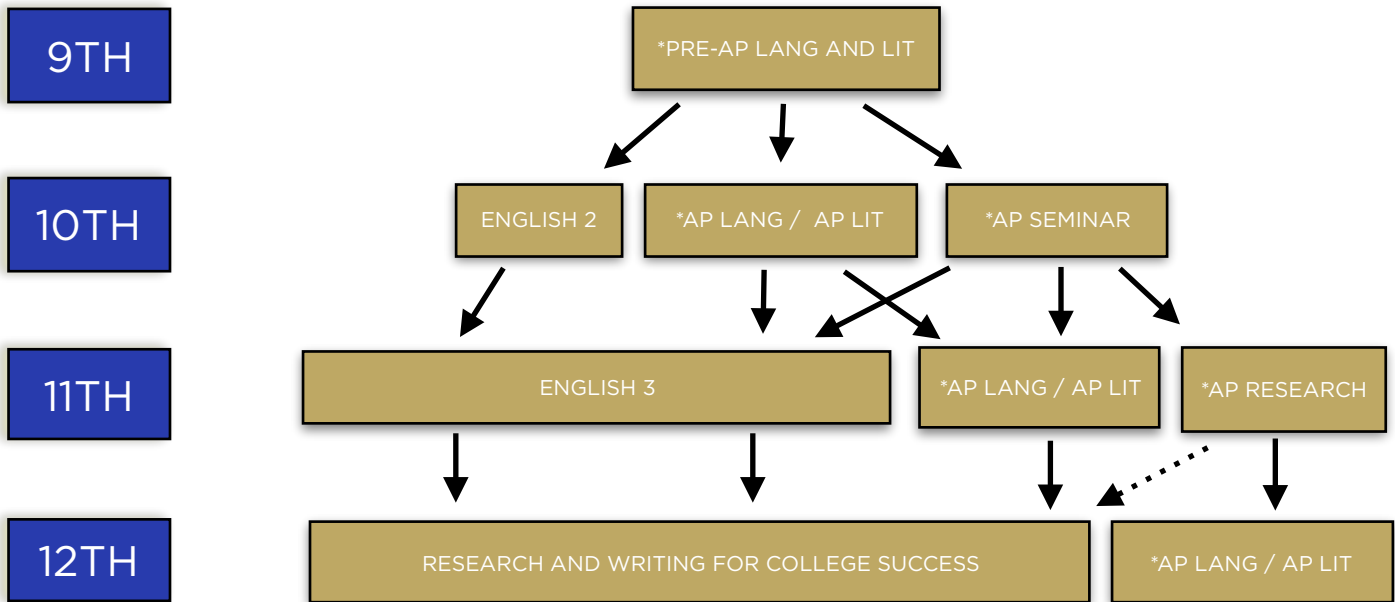 9TH
*PRE-AP LANG AND LIT
10TH
ENGLISH 2
*AP LANG / AP LIT
*AP SEMINAR
11TH
ENGLISH 3
*AP LANG / AP LIT
*AP RESEARCH
12TH
RESEARCH AND WRITING FOR COLLEGE SUCCESS
*AP LANG / AP LIT